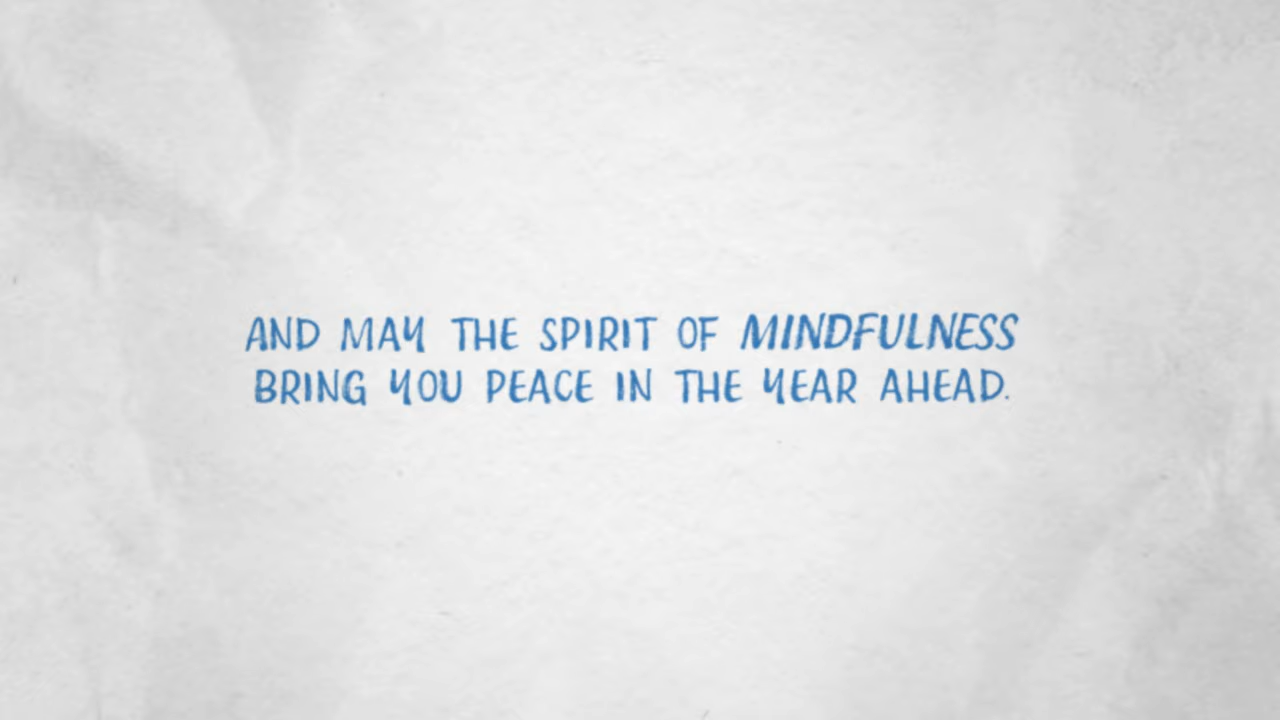 AND MAY THE SPIRIT OF MINDFULNESS
BRING YOU PEACE IN THE YEAR AHEAD.